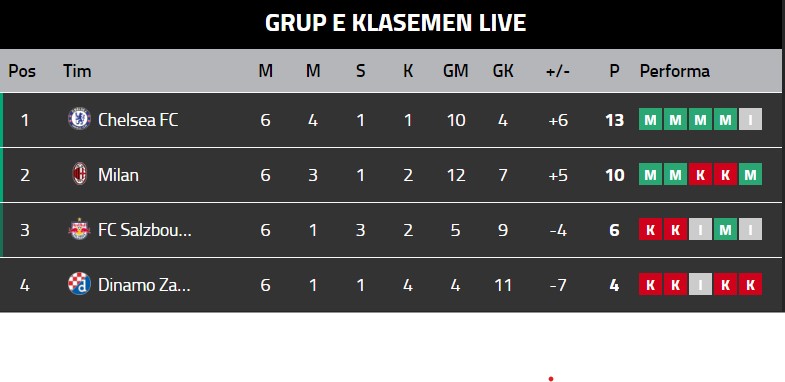 GRUP E KLASEMEN LIVE
Pos Tim M M S K GM GK +/- P Performa
1 Chelsea FC 6 4 1 1 10 4 +6 13 M M M M I
2 Milan 6 3 1 2 12 7 +5 10 M M K K M
3 FC Salzbou... 6 1 3 2 5 9 -4 6 K K I M I
4 Dinamo Za... 6 1 1 4 4 11 -7 4 K K I K K